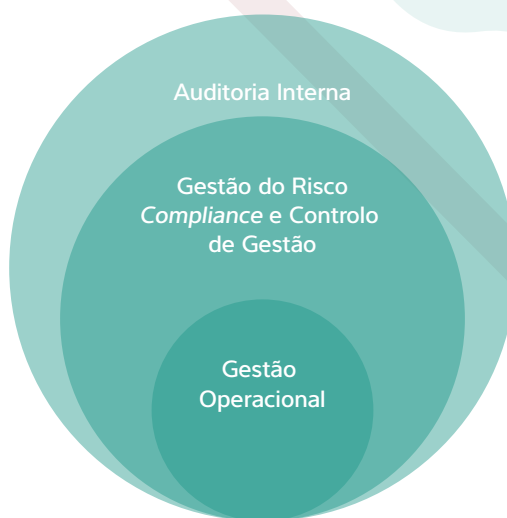 Auditoria Interna
Gestão do Risco
Compliance e Controlo
de Gestão
Gestão
Operacional